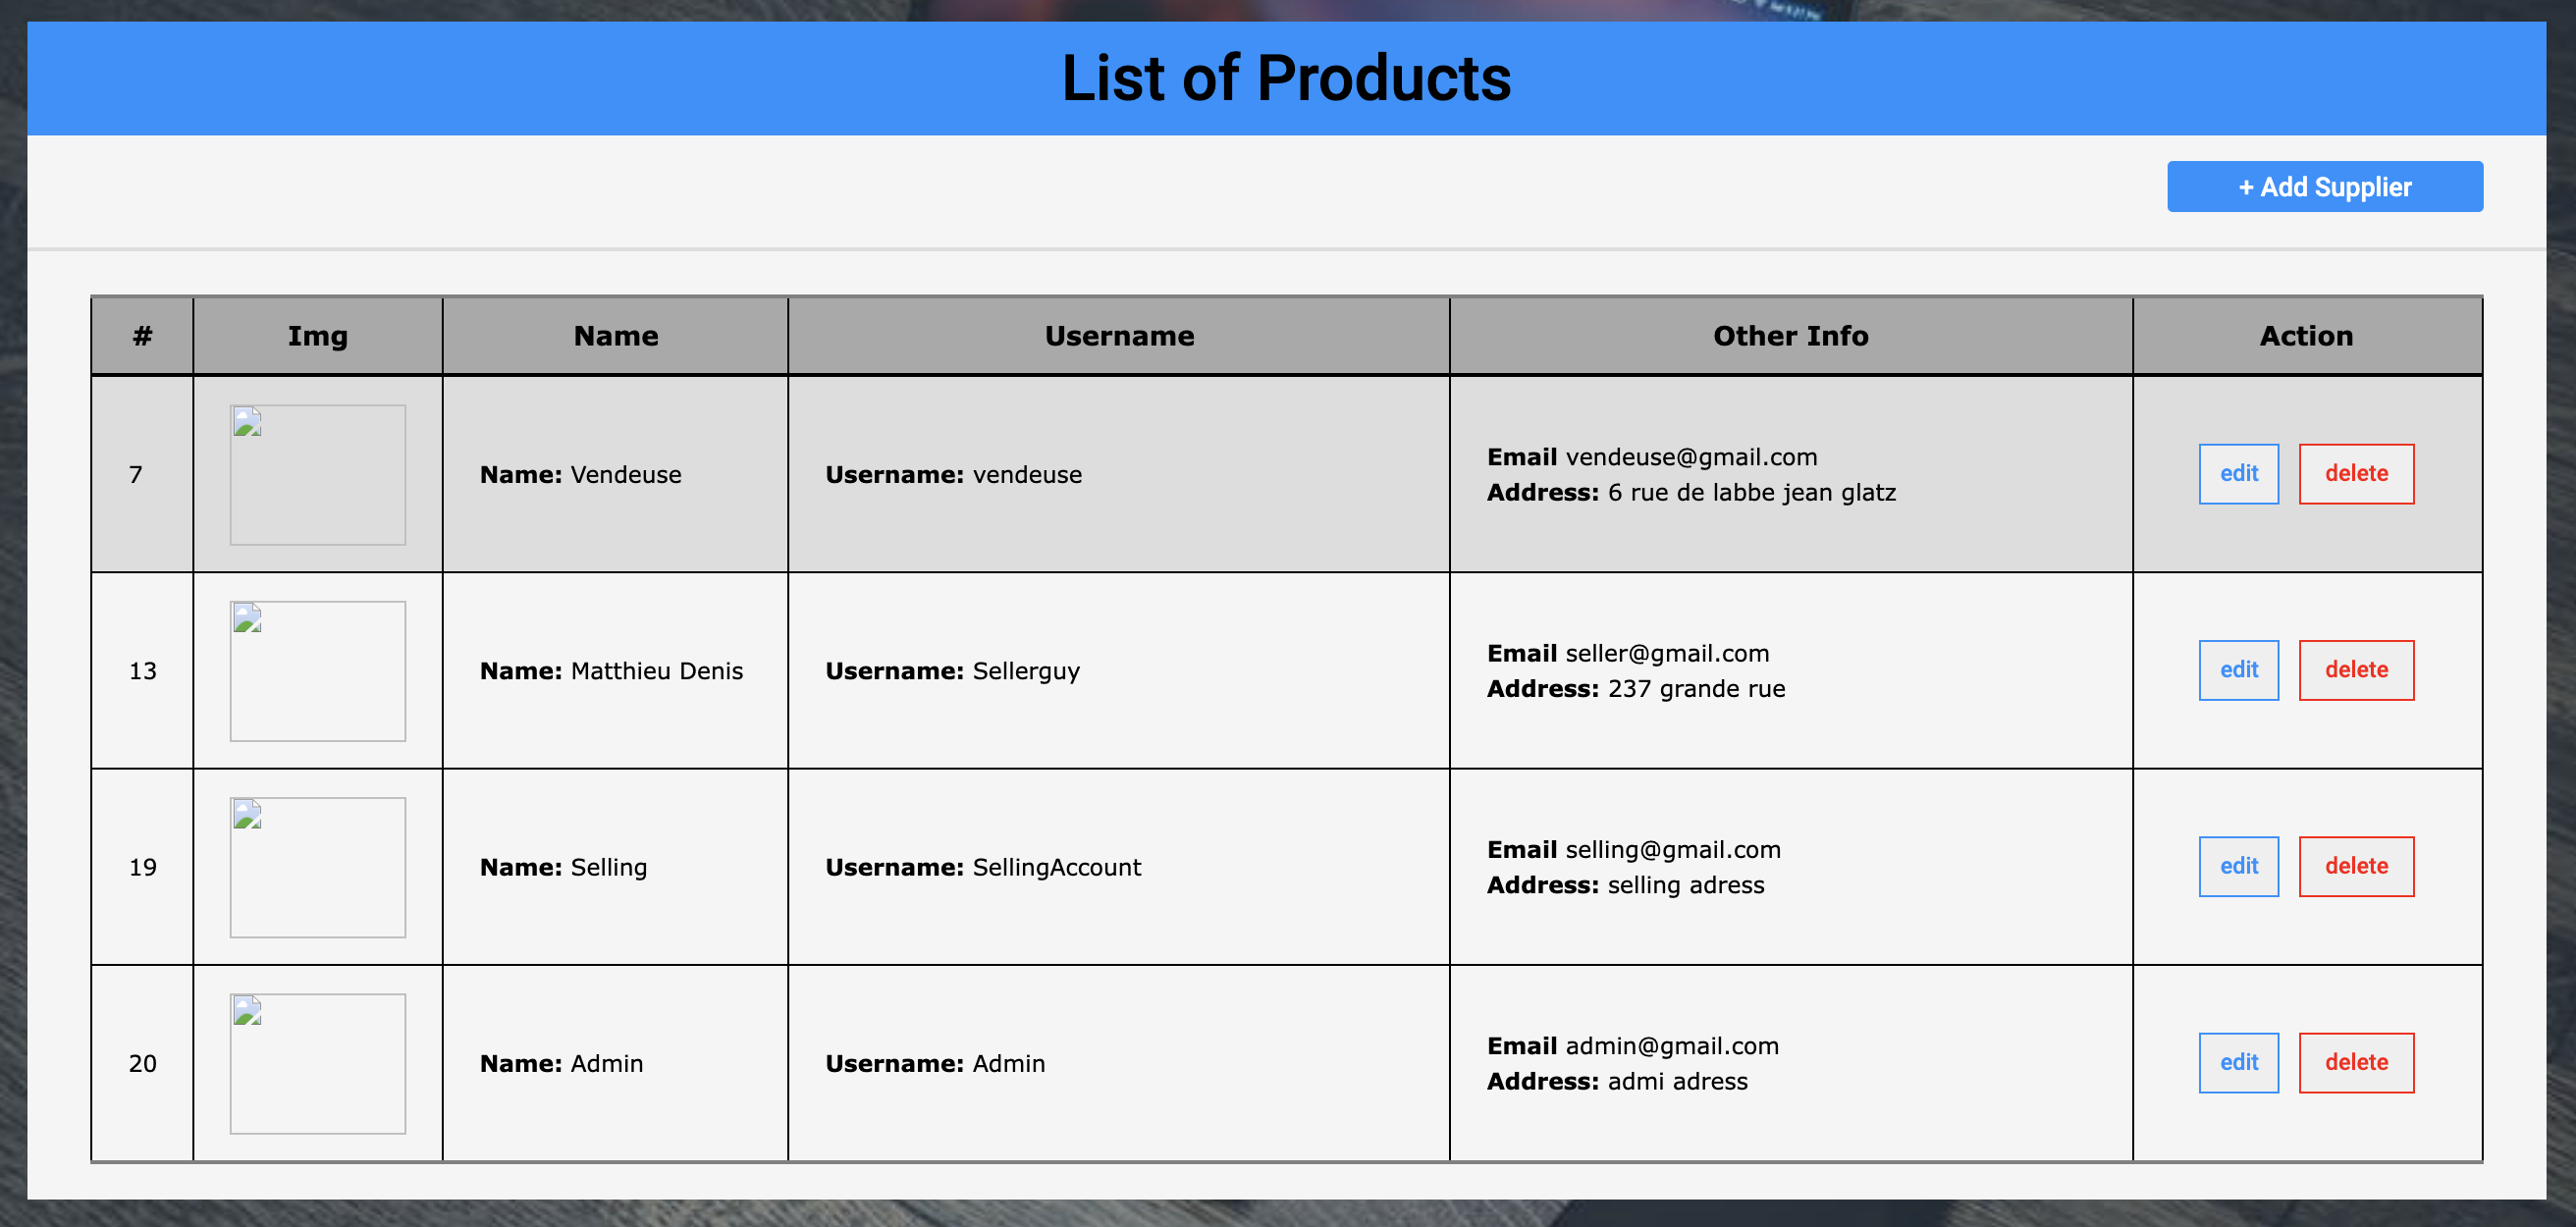 List of Products
+ Add Supplier
# Img Name Username Other Info Action
7 Name: Vendeuse Username: vendeuse Email vendeuse@gmail.com
Address: 6 rue de labbe jean glatz edit delete
13 Name: Matthieu Denis Username: Sellerguy Email seller@gmail.com
Address: 237 grande rue edit delete
19 Name: Selling Username: SellingAccount Email selling@gmail.com
Address: selling adress edit delete
20 Name: Admin Username: Admin Email admin@gmail.com
Address: admi adress edit delete